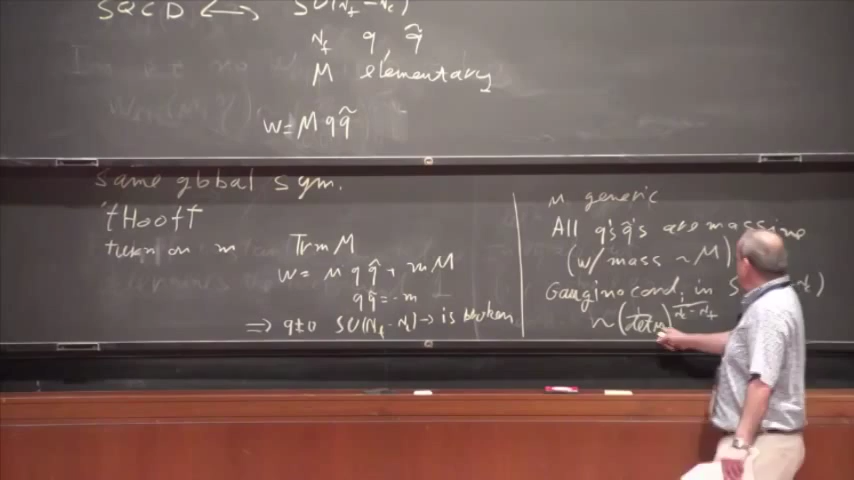 SQCD ⟷ SU(N_f − N_c)
N_f q, q̃
M elementary
W = M q q̃
same global sym.
'tHooft
turn on m Tr m M
W = M q q̃ + m M
q q̃ = − m
⟹ q ≠ 0 SU(N_f − N_c) → is broken
M generic
All q's q̃'s are massive
(w/ mass ~ M)
Gaugino cond. in S
~ (det M)^{1/(N_c − N_f)}